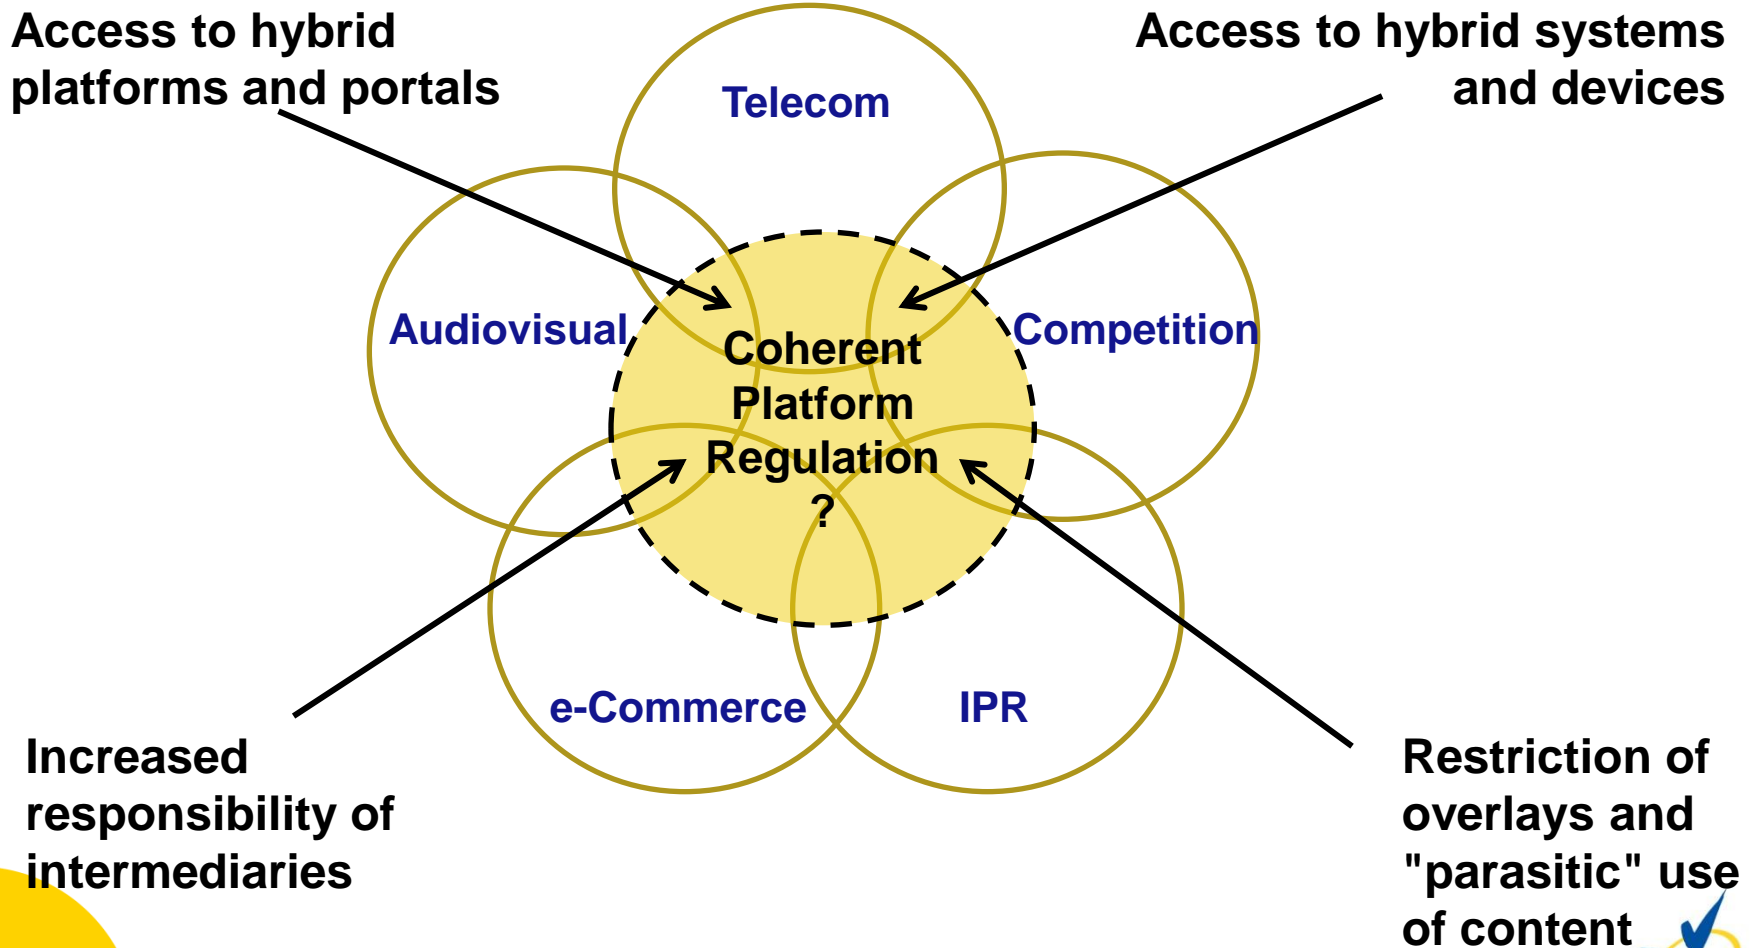 Access to hybrid
platforms and portals
Access to hybrid systems
and devices
Telecom
Audiovisual
Competition
Coherent
Platform
Regulation
?
e-Commerce
IPR
Increased
responsibility of
intermediaries
Restriction of
overlays and
"parasitic" use
of content